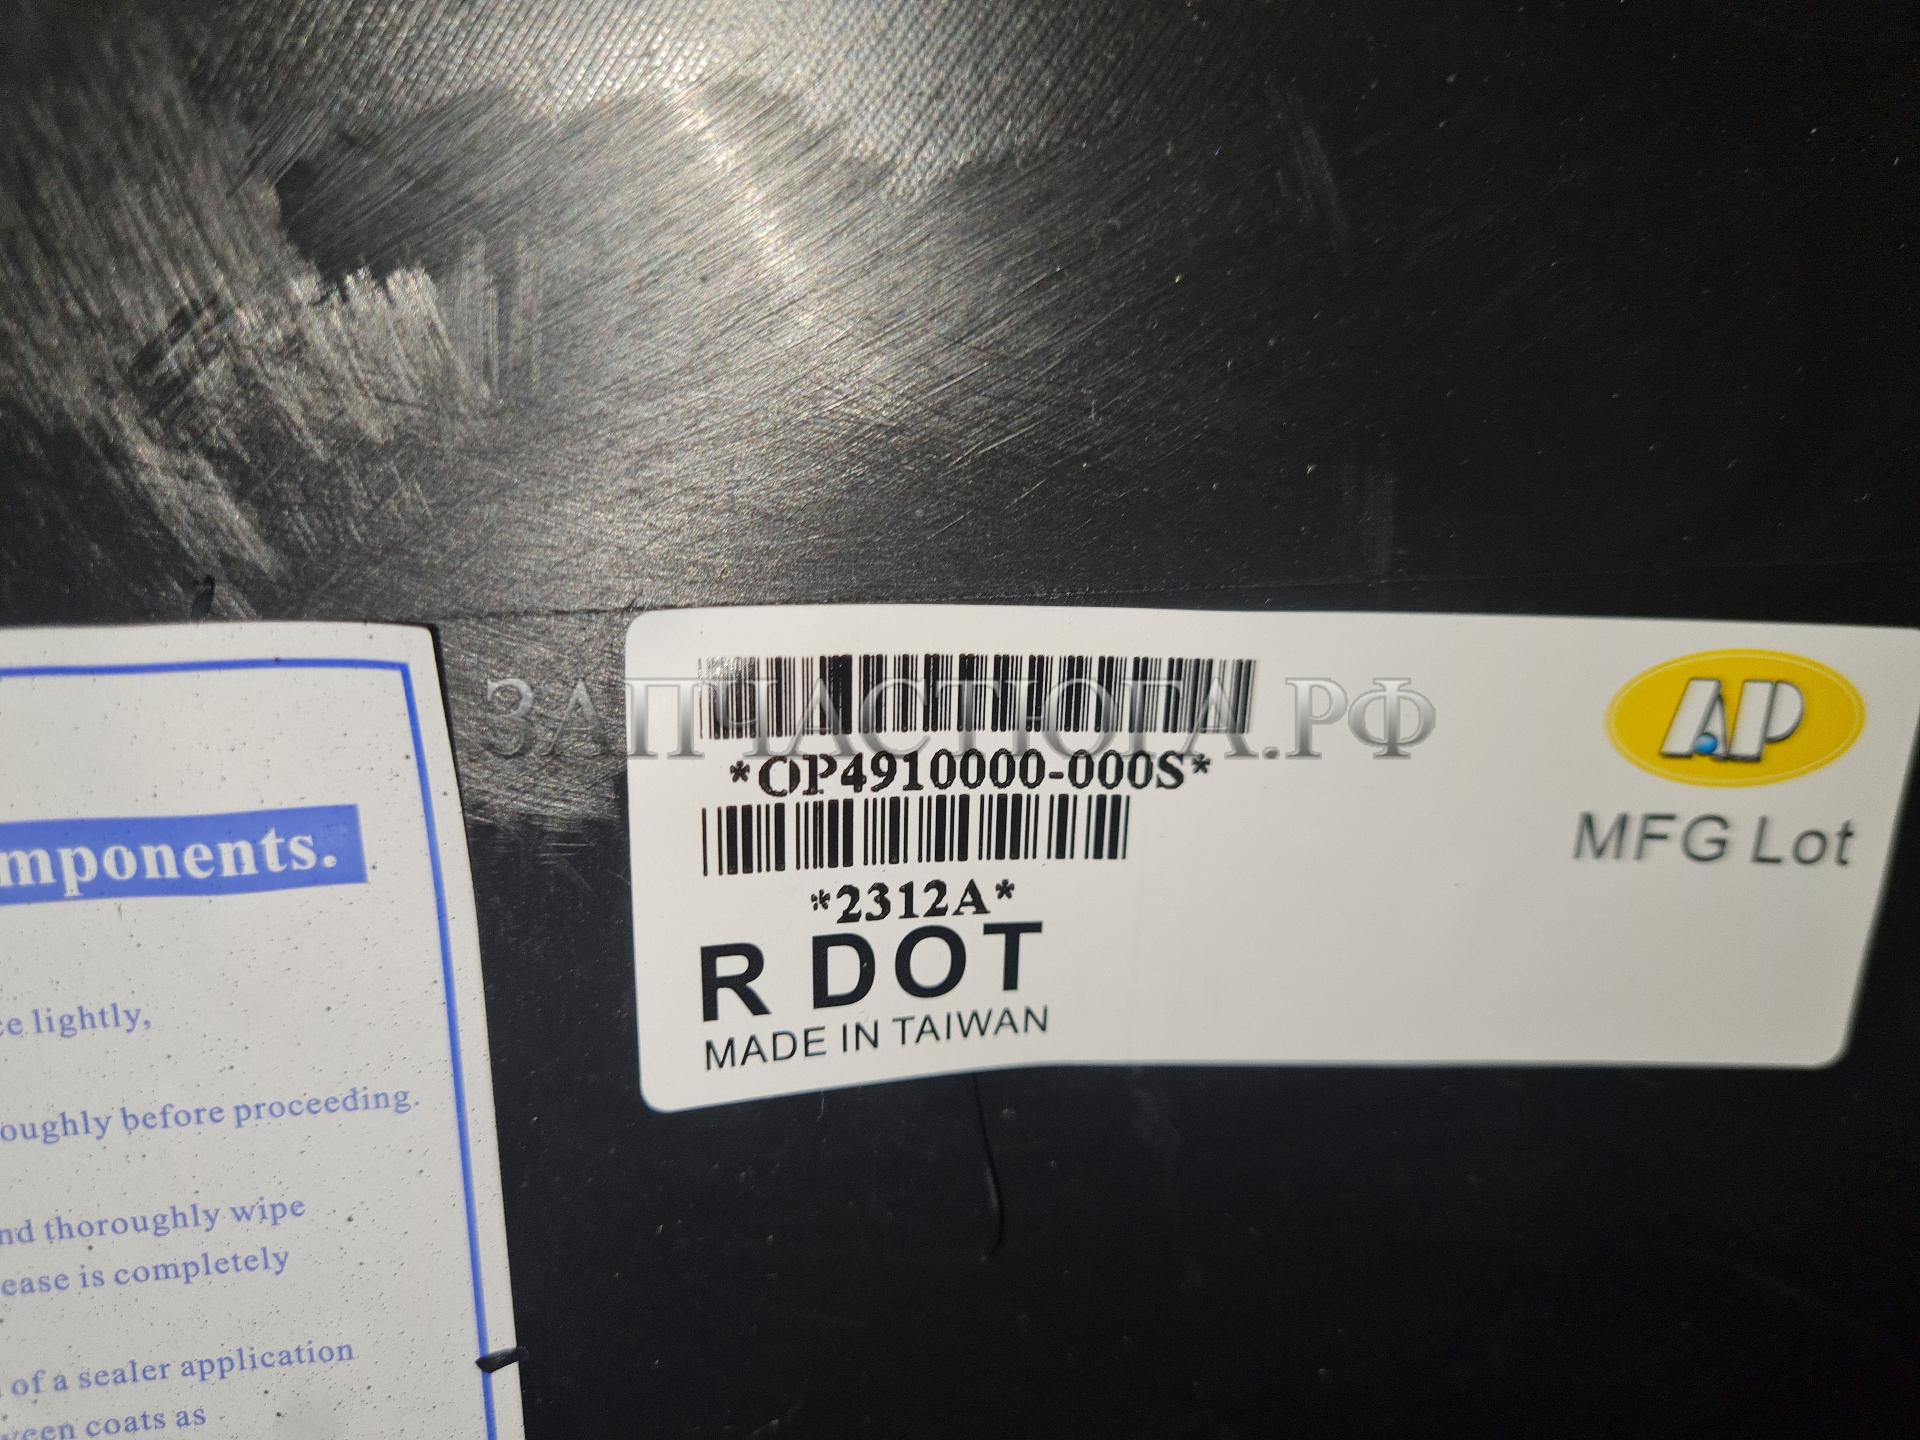 ЗАПЧАСТЮГА.РФ
*OP4910000-000S*
*2312A*
R DOT
MADE IN TAIWAN
AP
MFG Lot
mponents.
ce lightly,
oughly before proceeding.
nd thoroughly wipe
ease is completely
of a sealer application
ween coats as